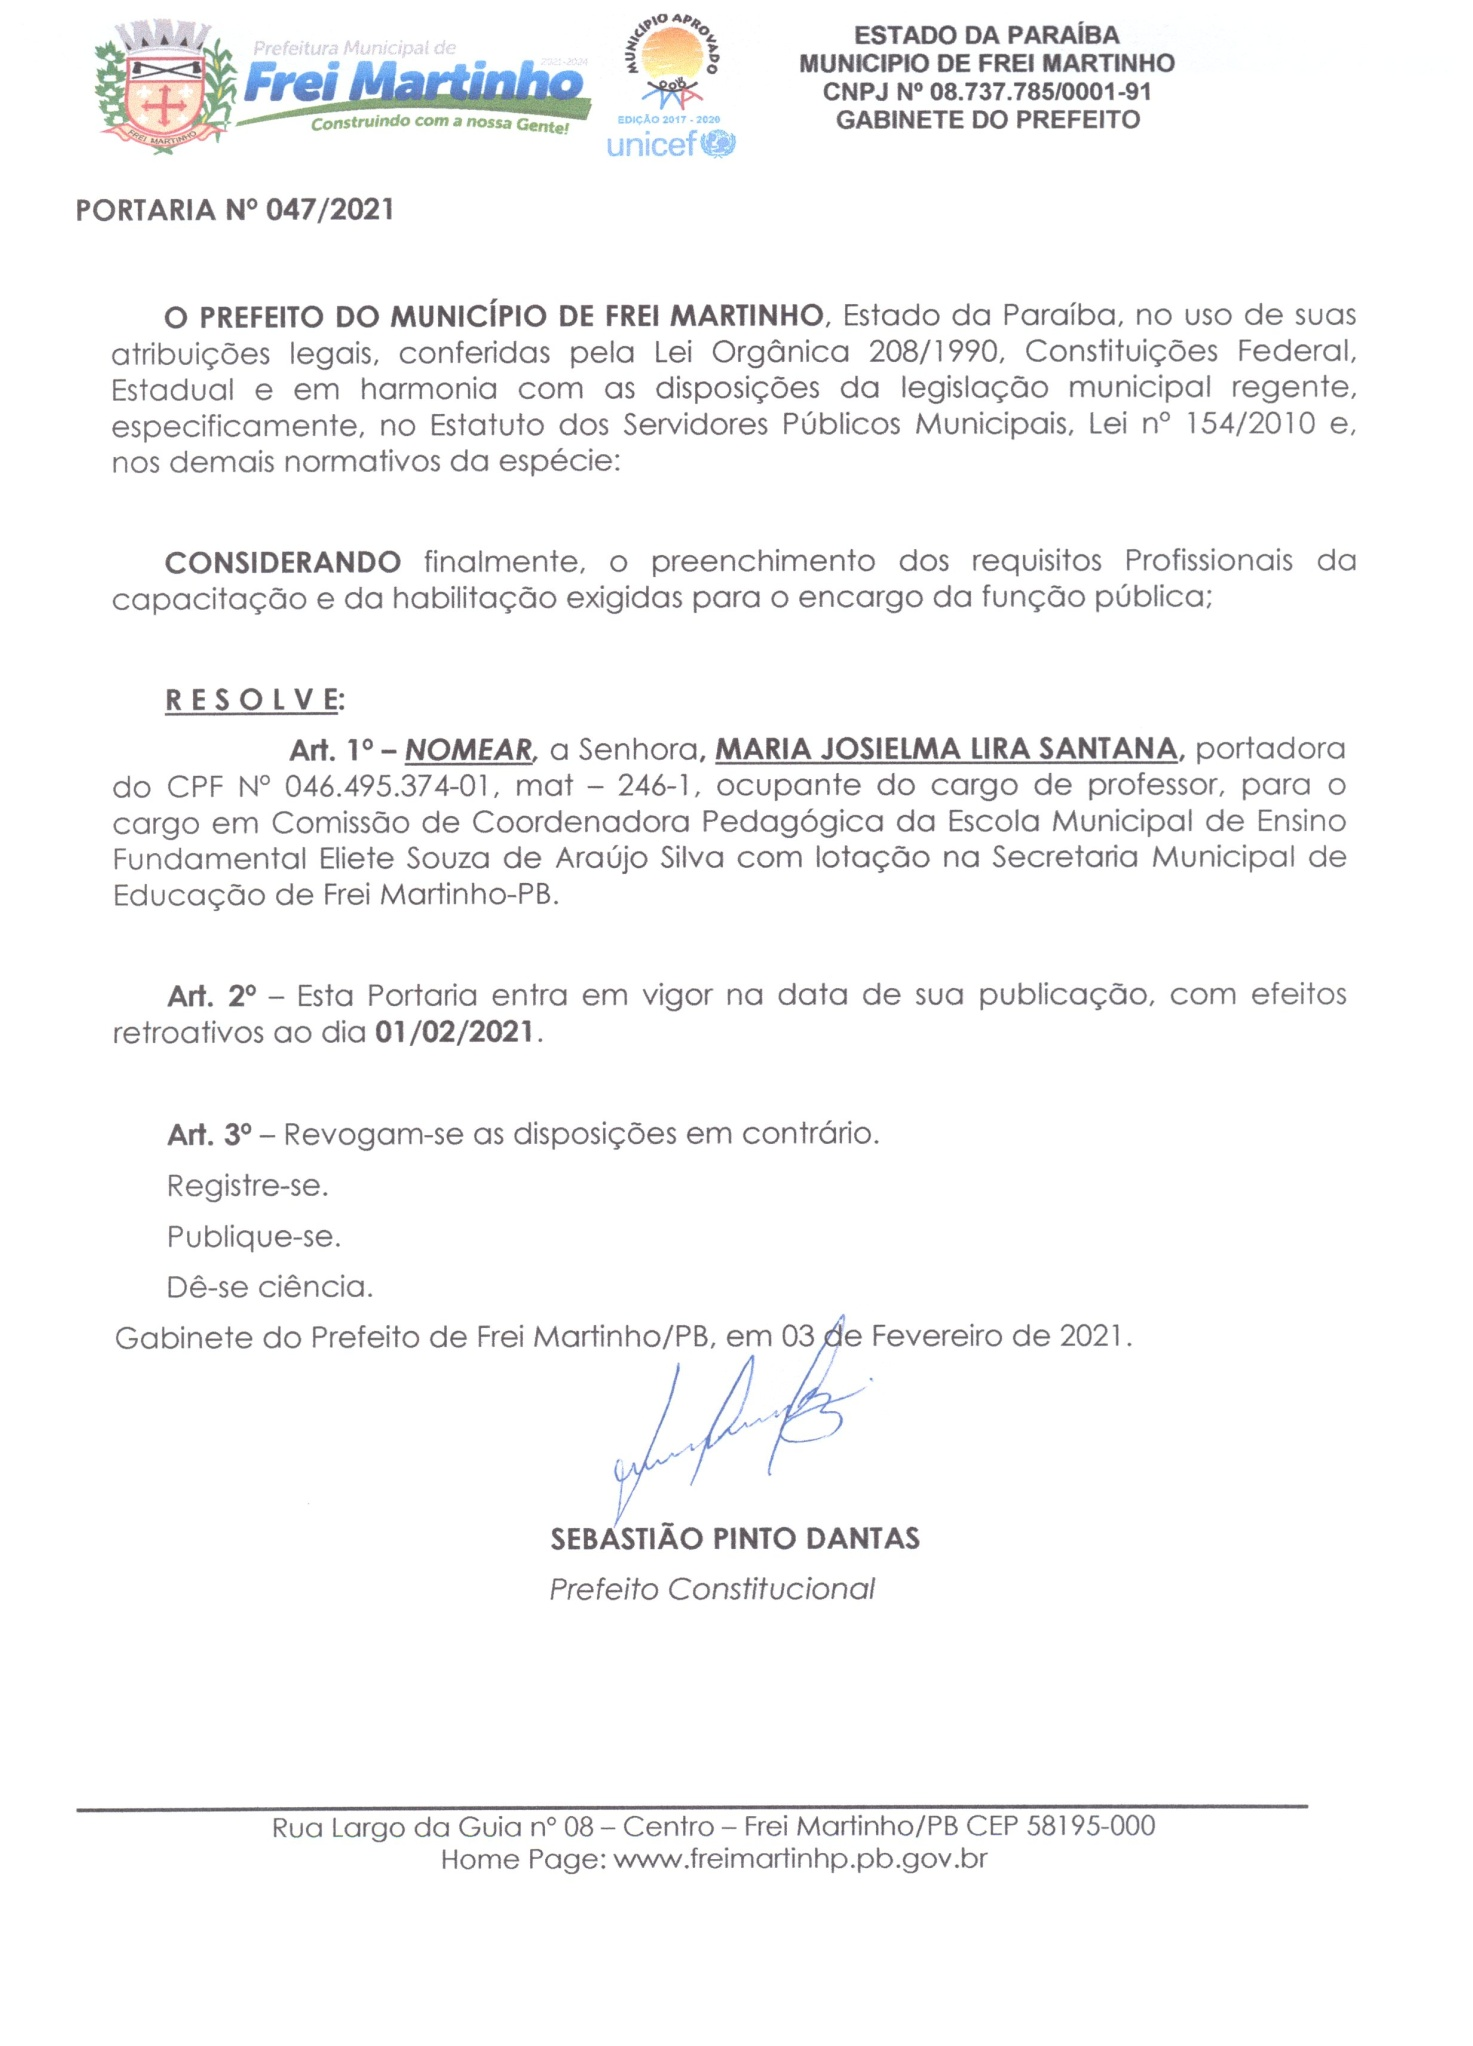 Prefeitura Municipal de
2021-2024
Frei Martinho
Construindo com a nossa Gente!
FREI MARTINHO
MUNICÍPIO APROVADO
EDIÇÃO 2017 - 2020
unicef
ESTADO DA PARAÍBA
MUNICIPIO DE FREI MARTINHO
CNPJ Nº 08.737.785/0001-91
GABINETE DO PREFEITO
PORTARIA Nº 047/2021
O PREFEITO DO MUNICÍPIO DE FREI MARTINHO, Estado da Paraíba, no uso de suas
atribuições legais, conferidas pela Lei Orgânica 208/1990, Constituições Federal,
Estadual e em harmonia com as disposições da legislação municipal regente,
especificamente, no Estatuto dos Servidores Públicos Municipais, Lei nº 154/2010 e,
nos demais normativos da espécie:
CONSIDERANDO finalmente, o preenchimento dos requisitos Profissionais da
capacitação e da habilitação exigidas para o encargo da função pública;
R E S O L V E:
Art. 1º – NOMEAR, a Senhora, MARIA JOSIELMA LIRA SANTANA, portadora
do CPF Nº 046.495.374-01, mat – 246-1, ocupante do cargo de professor, para o
cargo em Comissão de Coordenadora Pedagógica da Escola Municipal de Ensino
Fundamental Eliete Souza de Araújo Silva com lotação na Secretaria Municipal de
Educação de Frei Martinho-PB.
Art. 2º – Esta Portaria entra em vigor na data de sua publicação, com efeitos
retroativos ao dia 01/02/2021.
Art. 3º – Revogam-se as disposições em contrário.
Registre-se.
Publique-se.
Dê-se ciência.
Gabinete do Prefeito de Frei Martinho/PB, em 03 de Fevereiro de 2021.
SEBASTIÃO PINTO DANTAS
Prefeito Constitucional
Rua Largo da Guia nº 08 – Centro – Frei Martinho/PB CEP 58195-000
Home Page: www.freimartinhp.pb.gov.br